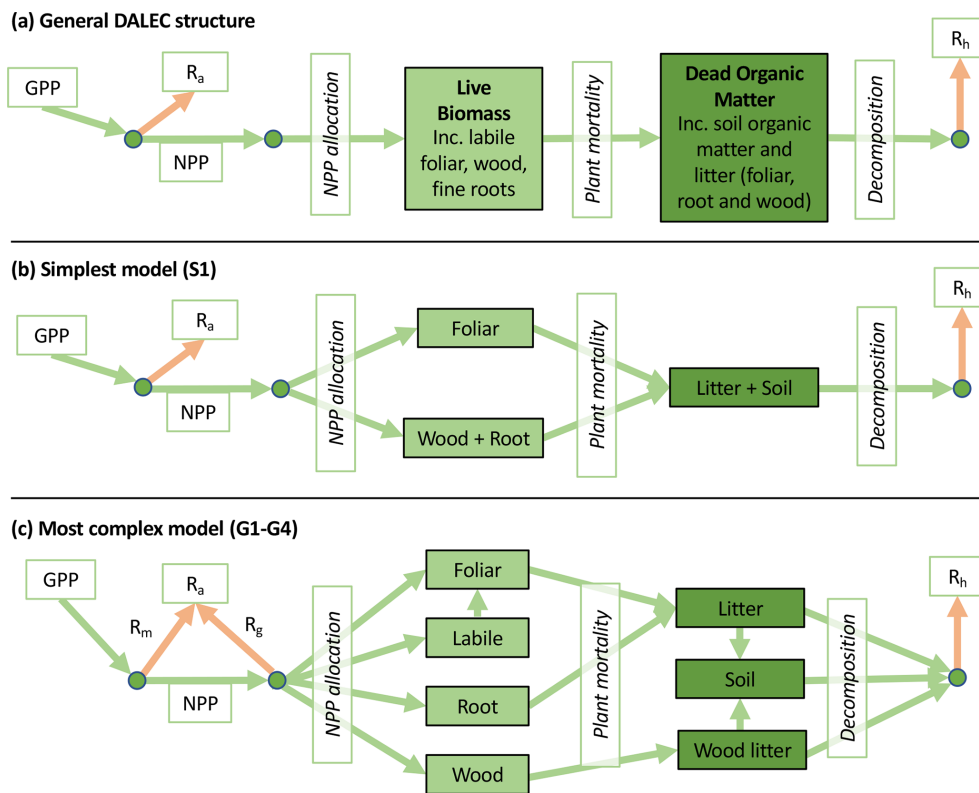 (a) General DALEC structure
GPP
Ra
NPP
NPP allocation
Live
Biomass
Inc. labile
foliar, wood,
fine roots
Plant mortality
Dead Organic
Matter
Inc. soil organic
matter and
litter (foliar,
root and wood)
Decomposition
Rh
(b) Simplest model (S1)
GPP
Ra
NPP
NPP allocation
Foliar
Wood + Root
Plant mortality
Litter + Soil
Decomposition
Rh
(c) Most complex model (G1-G4)
GPP
Ra
Rm
Rg
NPP
NPP allocation
Foliar
Labile
Root
Wood
Plant mortality
Litter
Soil
Wood litter
Decomposition
Rh